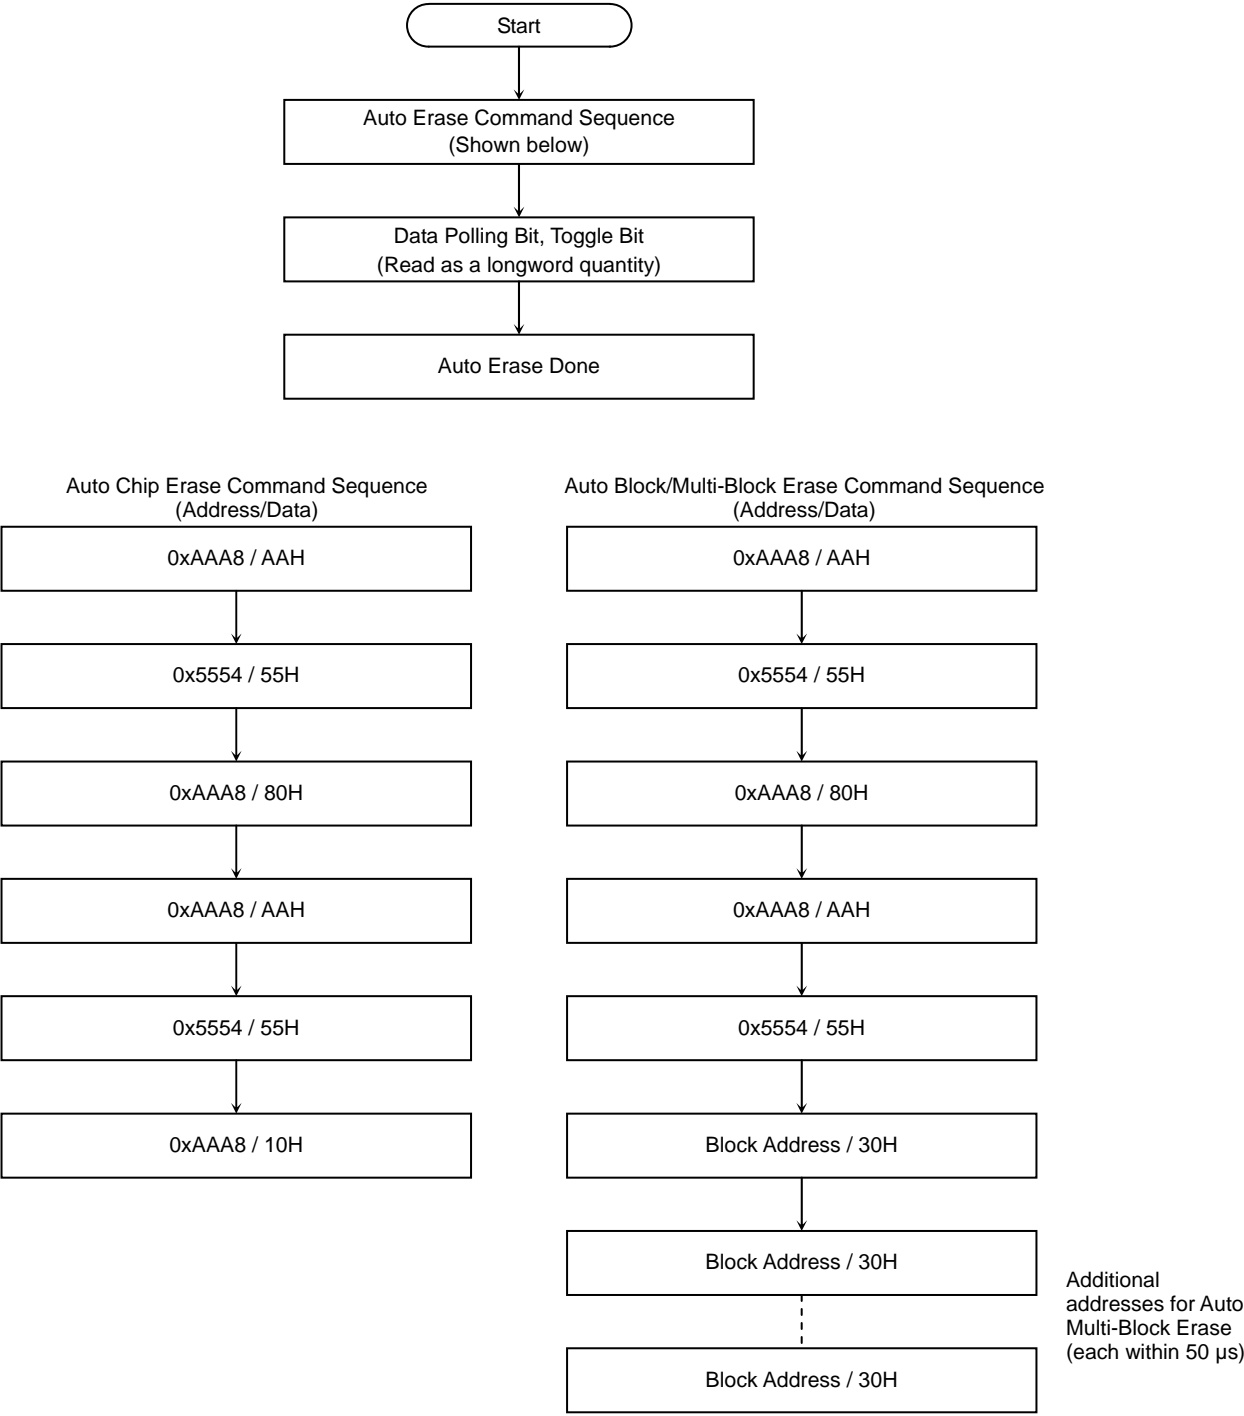 Start
Auto Erase Command Sequence
(Shown below)
Data Polling Bit, Toggle Bit
(Read as a longword quantity)
Auto Erase Done
Auto Chip Erase Command Sequence
(Address/Data)
0xAAA8 / AAH
0x5554 / 55H
0xAAA8 / 80H
0xAAA8 / AAH
0x5554 / 55H
0xAAA8 / 10H
Auto Block/Multi-Block Erase Command Sequence
(Address/Data)
0xAAA8 / AAH
0x5554 / 55H
0xAAA8 / 80H
0xAAA8 / AAH
0x5554 / 55H
Block Address / 30H
Block Address / 30H
Block Address / 30H
Additional
addresses for Auto
Multi-Block Erase
(each within 50 μs)